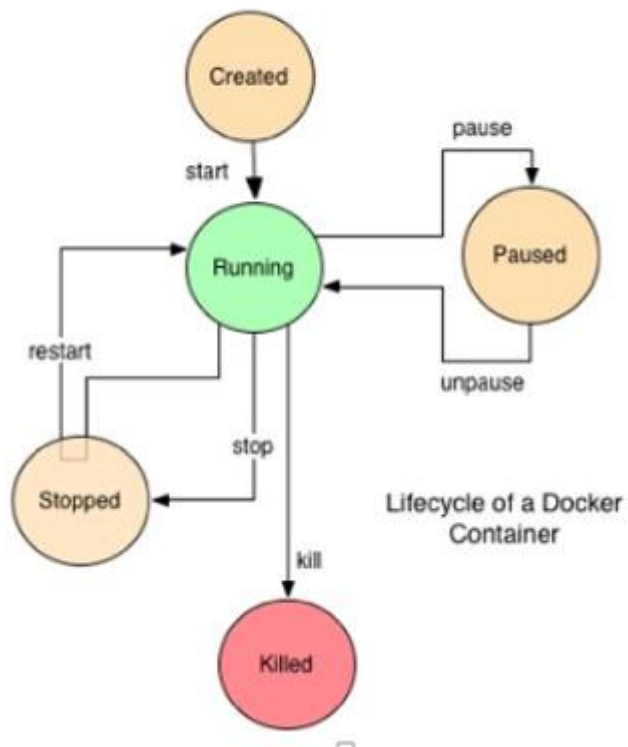 Created
start
pause
Running
Paused
restart
unpause
stop
Stopped
Lifecycle of a Docker
Container
kill
Killed